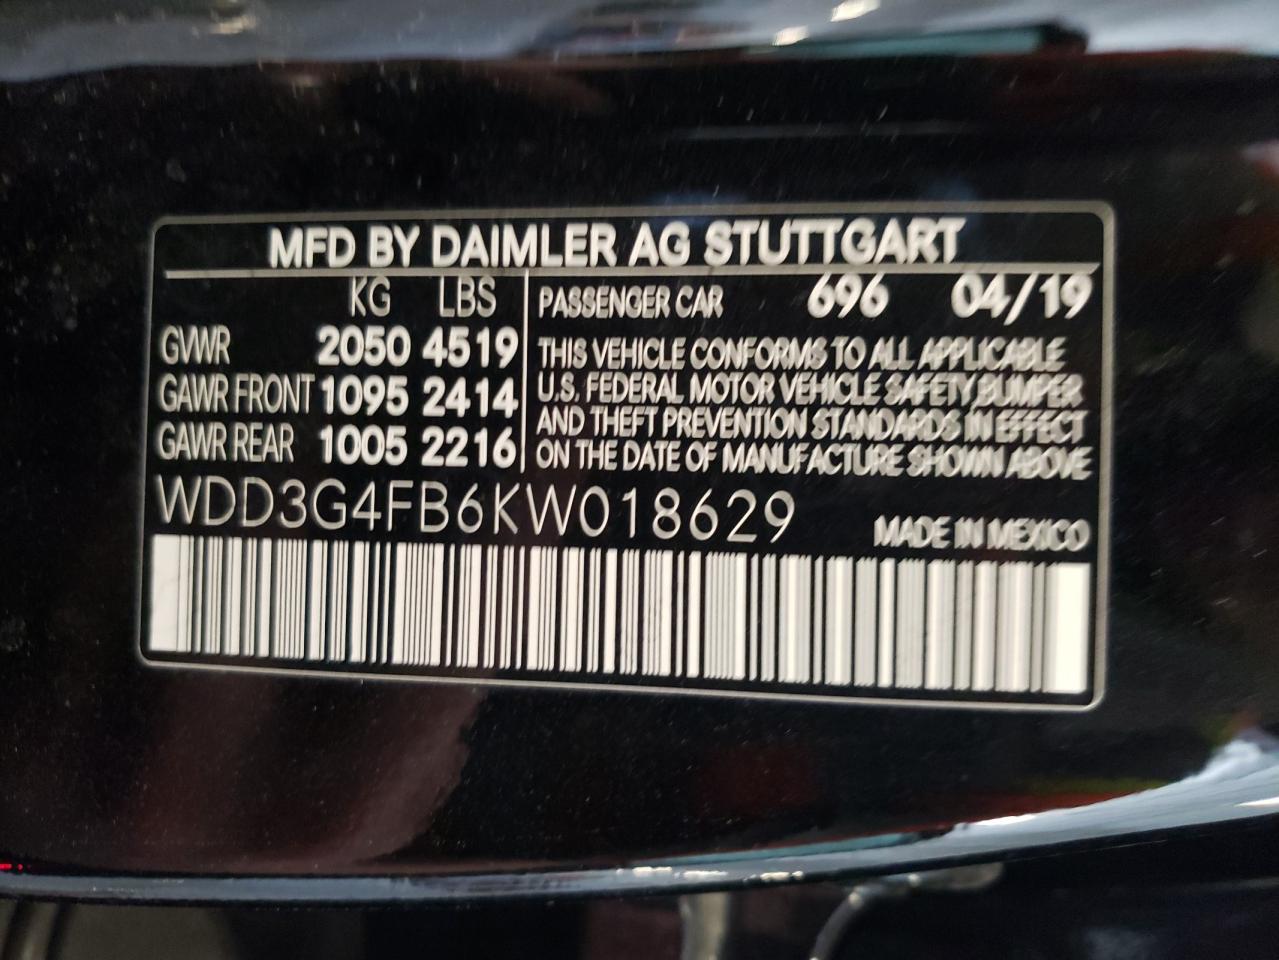 MFD BY DAIMLER AG STUTTGART
KG LBS
GVWR 2050 4519
GAWR FRONT 1095 2414
GAWR REAR 1005 2216
PASSENGER CAR 696 04/19
THIS VEHICLE CONFORMS TO ALL APPLICABLE
U.S. FEDERAL MOTOR VEHICLE SAFETY,BUMPER
AND THEFT PREVENTION STANDARDS IN EFFECT
ON THE DATE OF MANUFACTURE SHOWN ABOVE
WDD3G4FB6KW018629
MADE IN MEXICO